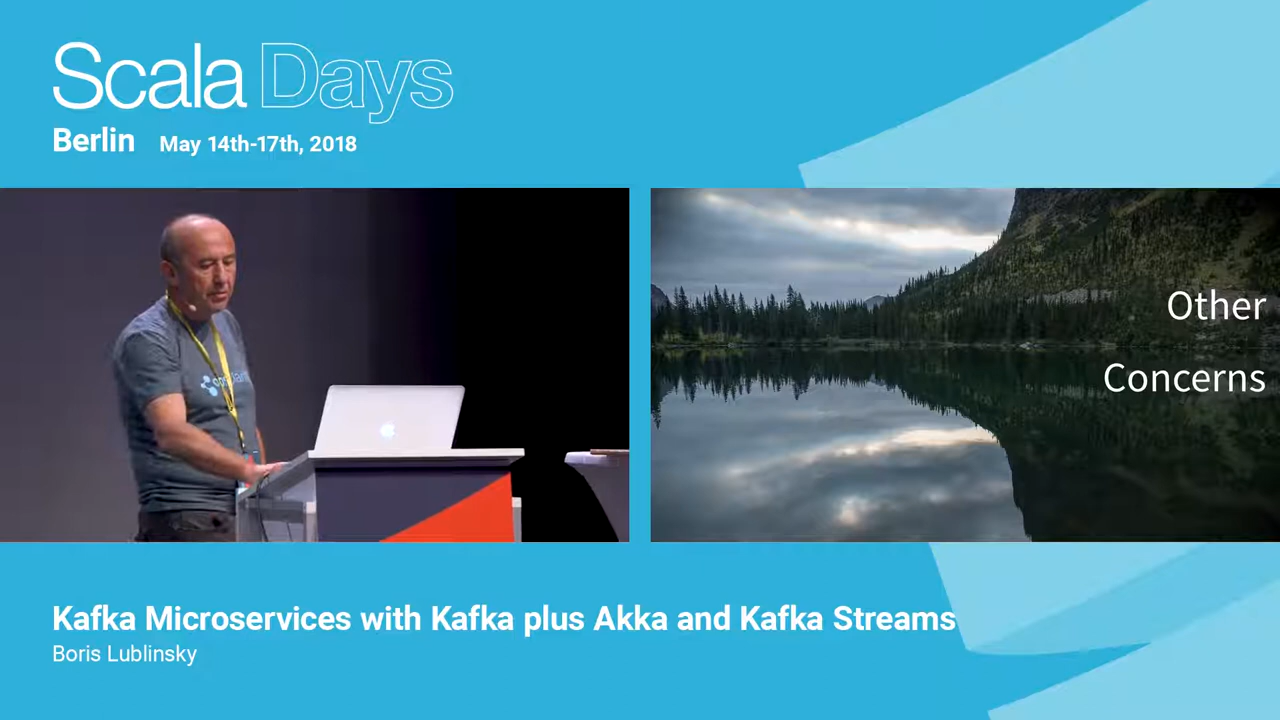 Scala Days
Berlin May 14th-17th, 2018
Other
Concerns
Kafka Microservices with Kafka plus Akka and Kafka Streams
Boris Lublinsky